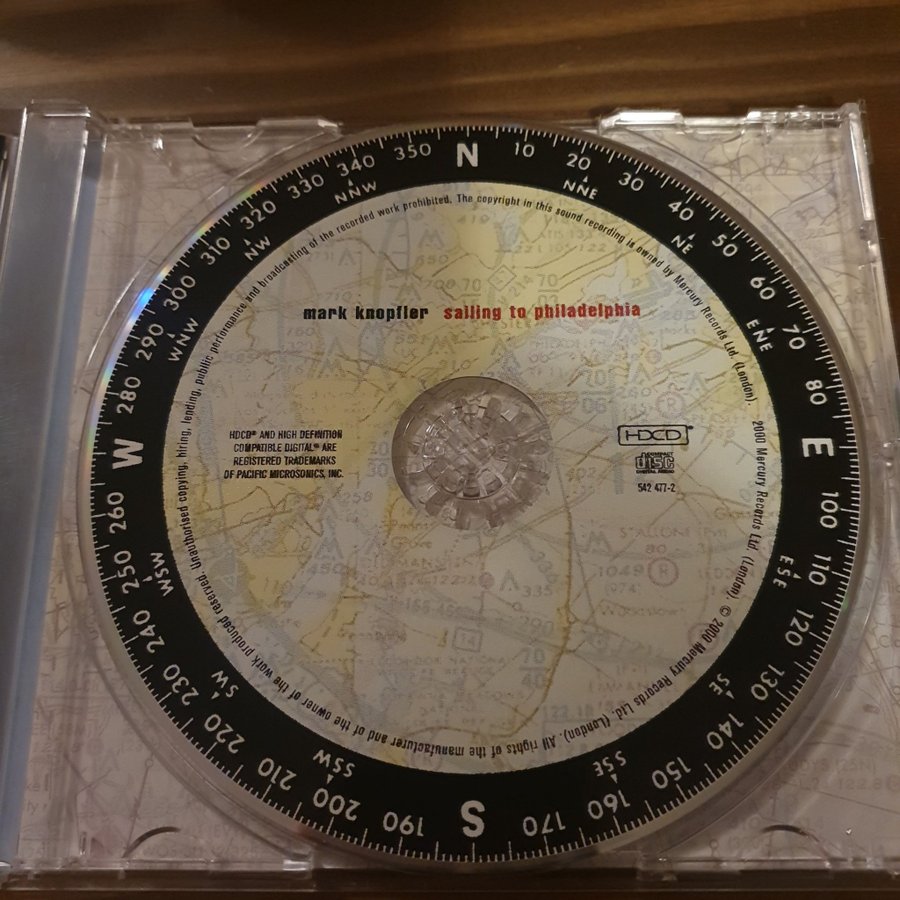 N
10
20
NNE
30
40
NE
50
60
ENE
70
80
E
100
110
ESE
120
130
SE
140
150
SSE
160
170
S
190
200
SSW
210
220
SW
230
240
WSW
250
260
W
280
290
WNW
300
310
NW
320
330
NNW
340
350
mark knopfler sailing to philadelphia
HDCD® AND HIGH DEFINITION
COMPATIBLE DIGITAL® ARE
REGISTERED TRADEMARKS
OF PACIFIC MICROSONICS, INC.
HDCD®
COMPACT
disc
DIGITAL AUDIO
542 477-2
2000 Mercury Records Ltd (London). © 2000 Mercury Records Ltd. (London). All rights of the manufacturer and of the owner of the work produced reserved. Unauthorised copying, hiring, lending, public performance and broadcasting of the recorded work prohibited. The copyright in this sound recording is owned by Mercury Records Ltd. (London).